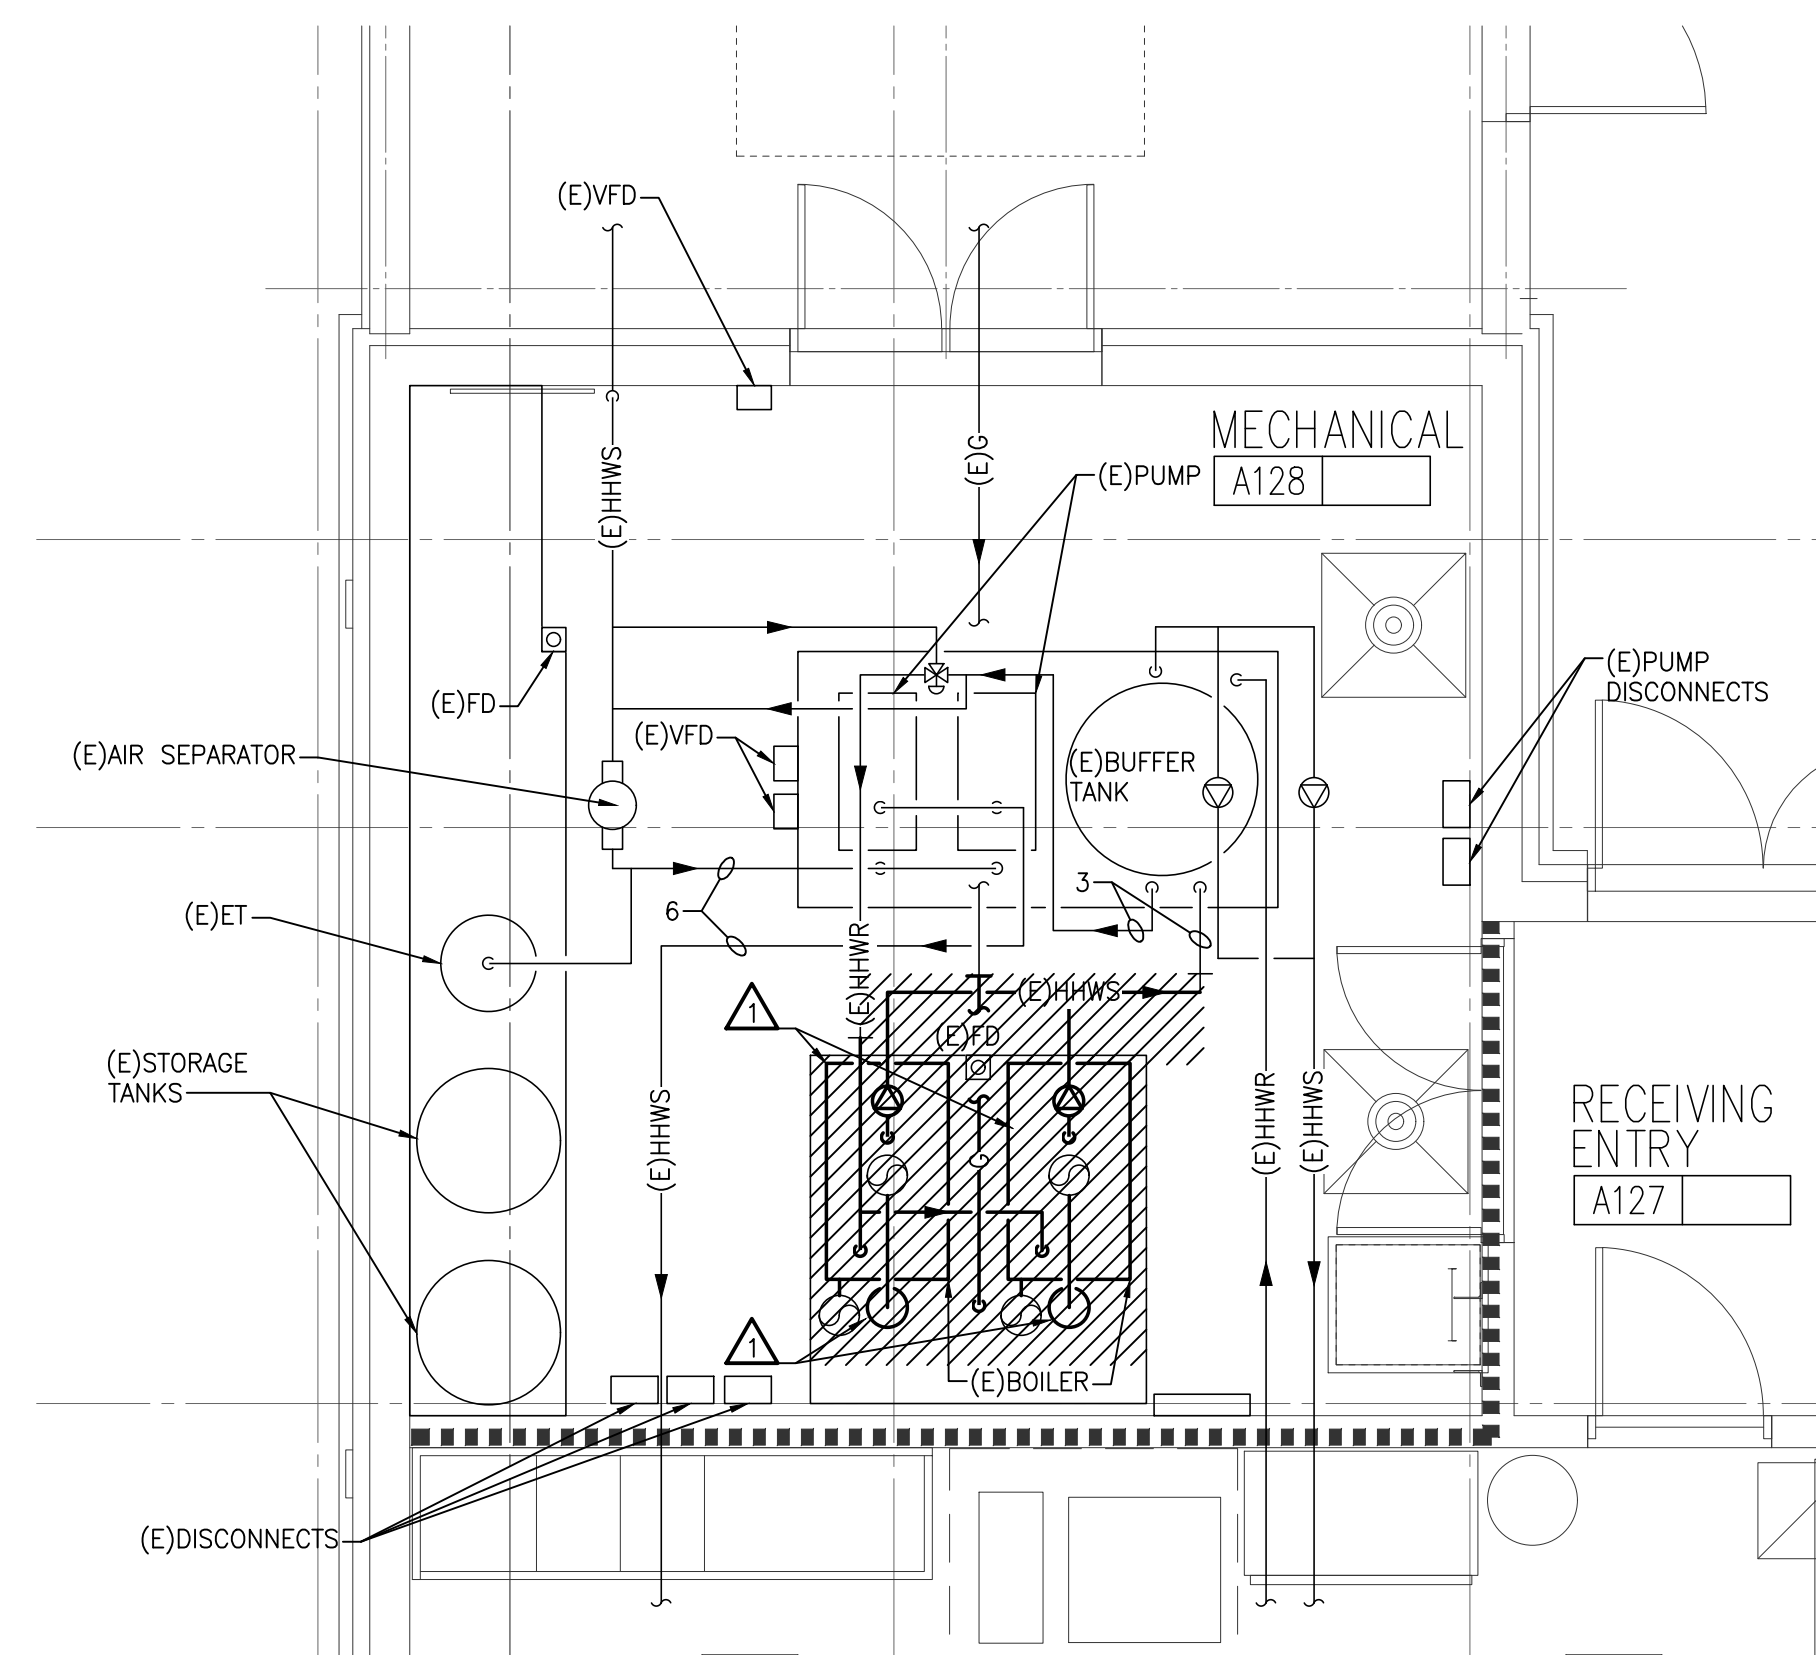 (E)VFD
MECHANICAL
A128
(E)HHWS
(E)G
(E)PUMP
(E)FD
(E)PUMP
DISCONNECTS
(E)VFD
(E)AIR SEPARATOR
(E)BUFFER
TANK
3
6
(E)ET
(E)HHWR
(E)HHWS
1
(E)FD
(E)STORAGE
TANKS
(E)HHWS
(E)HHWR
(E)HHWS
G
RECEIVING
ENTRY
A127
1
(E)BOILER
(E)DISCONNECTS